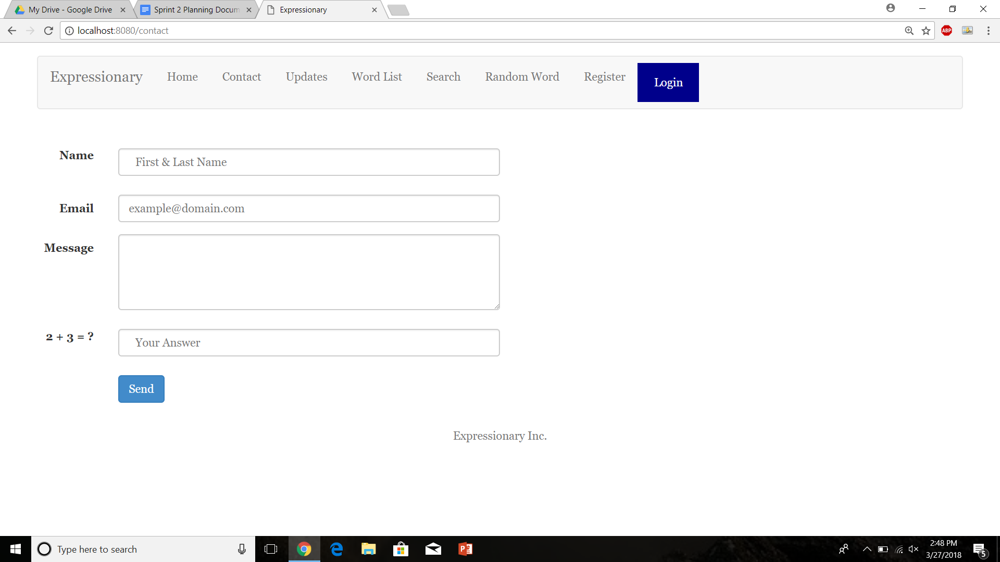 My Drive - Google Drive
Sprint 2 Planning Docum
Expressionary
localhost:8080/contact
ABP
Expressionary Home Contact Updates Word List Search Random Word Register Login
Name First & Last Name
Email example@domain.com
Message
2 + 3 = ? Your Answer
Send
Expressionary Inc.
Type here to search
2:48 PM
3/27/2018
5